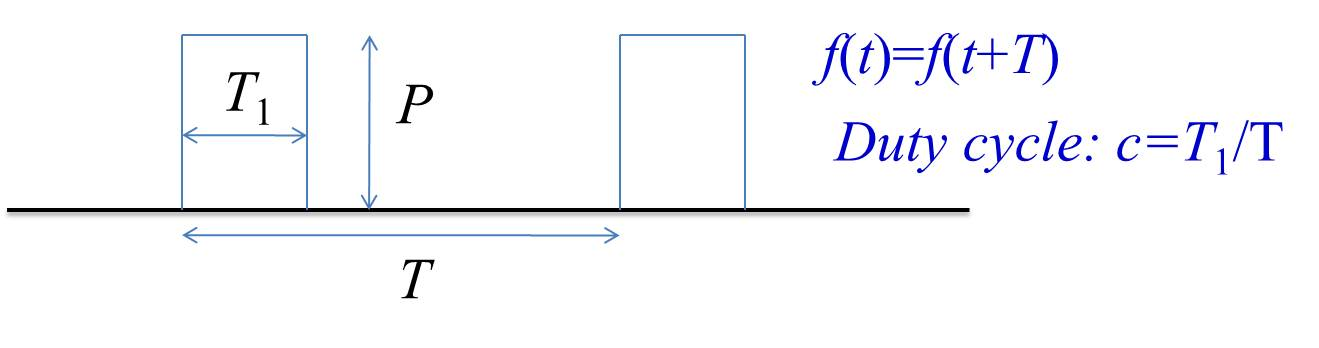 f(t)=f(t+T)
T₁
P
Duty cycle: c=T₁/T
T